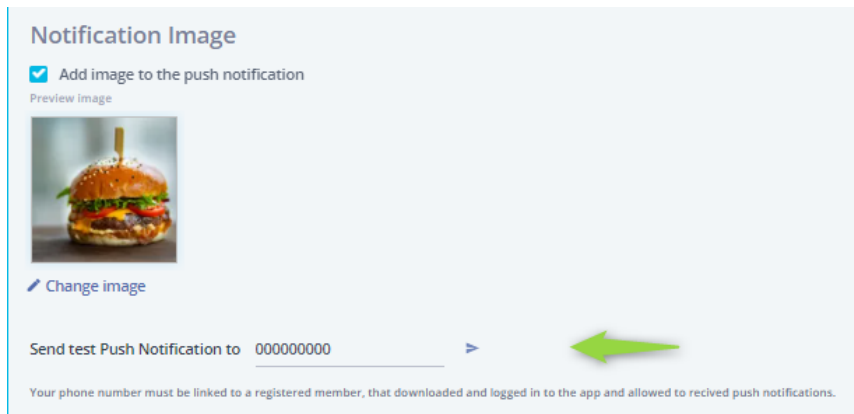 Notification Image
Add image to the push notification
Preview image
Change image
Send test Push Notification to 000000000
Your phone number must be linked to a registered member, that downloaded and logged in to the app and allowed to recived push notifications.